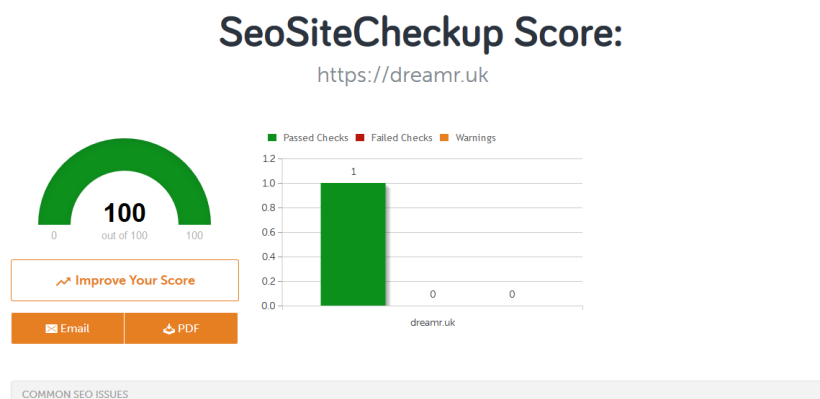 SeoSiteCheckup Score:
https://dreamr.uk
Passed Checks Failed Checks Warnings
100
0 out of 100 100
Improve Your Score
Email PDF
1.2
1.0
0.8
0.6
0.4
0.2
0.0
1
0
0
dreamr.uk
COMMON SEO ISSUES